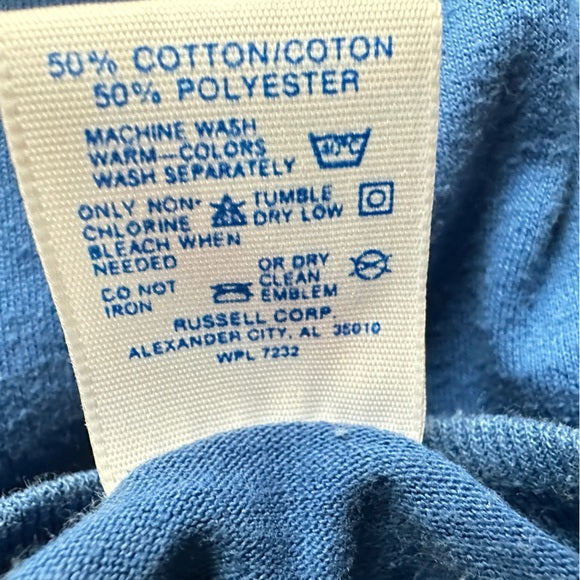 50% COTTON/COTON
50% POLYESTER
MACHINE WASH
WARM—COLORS
WASH SEPARATELY
40°C
ONLY NON-
CHLORINE
BLEACH WHEN
NEEDED
TUMBLE
DRY LOW
DO NOT
IRON
OR DRY
CLEAN
EMBLEM
RUSSELL CORP.
ALEXANDER CITY, AL 35010
WPL 7232